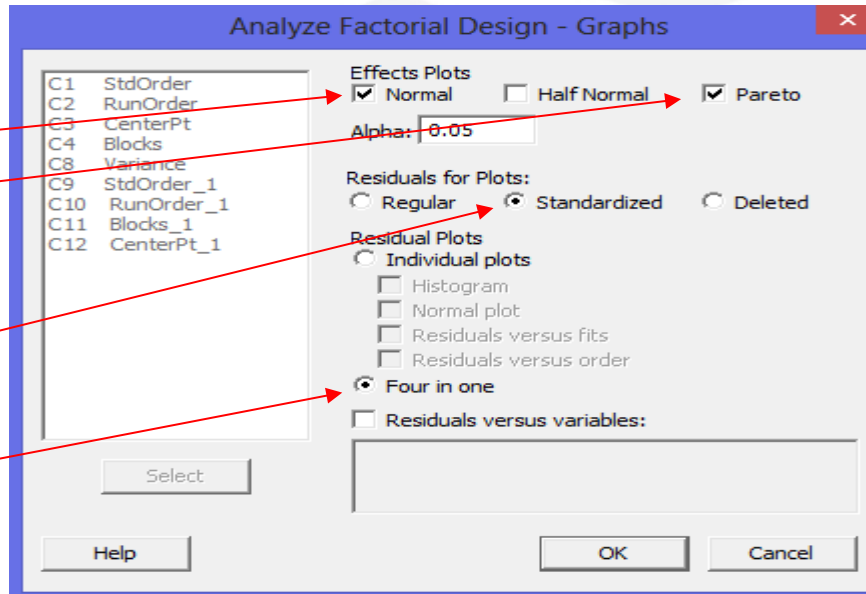 Analyze Factorial Design - Graphs
×
C1 StdOrder
C2 RunOrder
C3 CenterPt
C4 Blocks
C8 Variance
C9 StdOrder_1
C10 RunOrder_1
C11 Blocks_1
C12 CenterPt_1
Select
Effects Plots
Normal Half Normal Pareto
Alpha: 0.05
Residuals for Plots:
Regular Standardized Deleted
Residual Plots
Individual plots
Histogram
Normal plot
Residuals versus fits
Residuals versus order
Four in one
Residuals versus variables:
Help OK Cancel